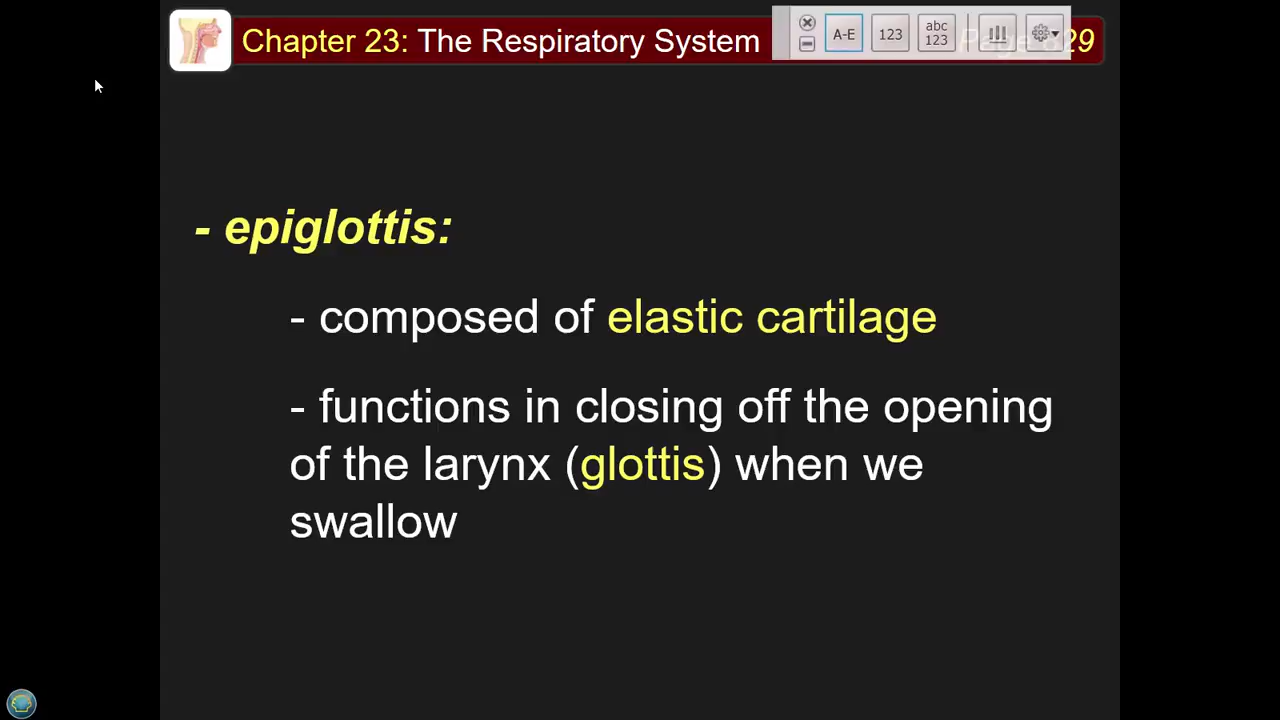 Chapter 23: The Respiratory System
A-E
123
abc
123
29
- epiglottis:
- composed of elastic cartilage
- functions in closing off the opening
of the larynx (glottis) when we
swallow